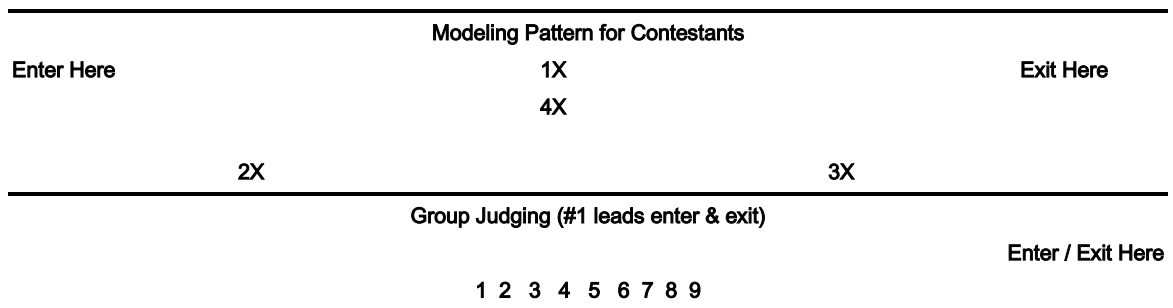 Modeling Pattern for Contestants
Enter Here 1X Exit Here
4X
2X 3X
Group Judging (#1 leads enter & exit)
Enter / Exit Here
1 2 3 4 5 6 7 8 9